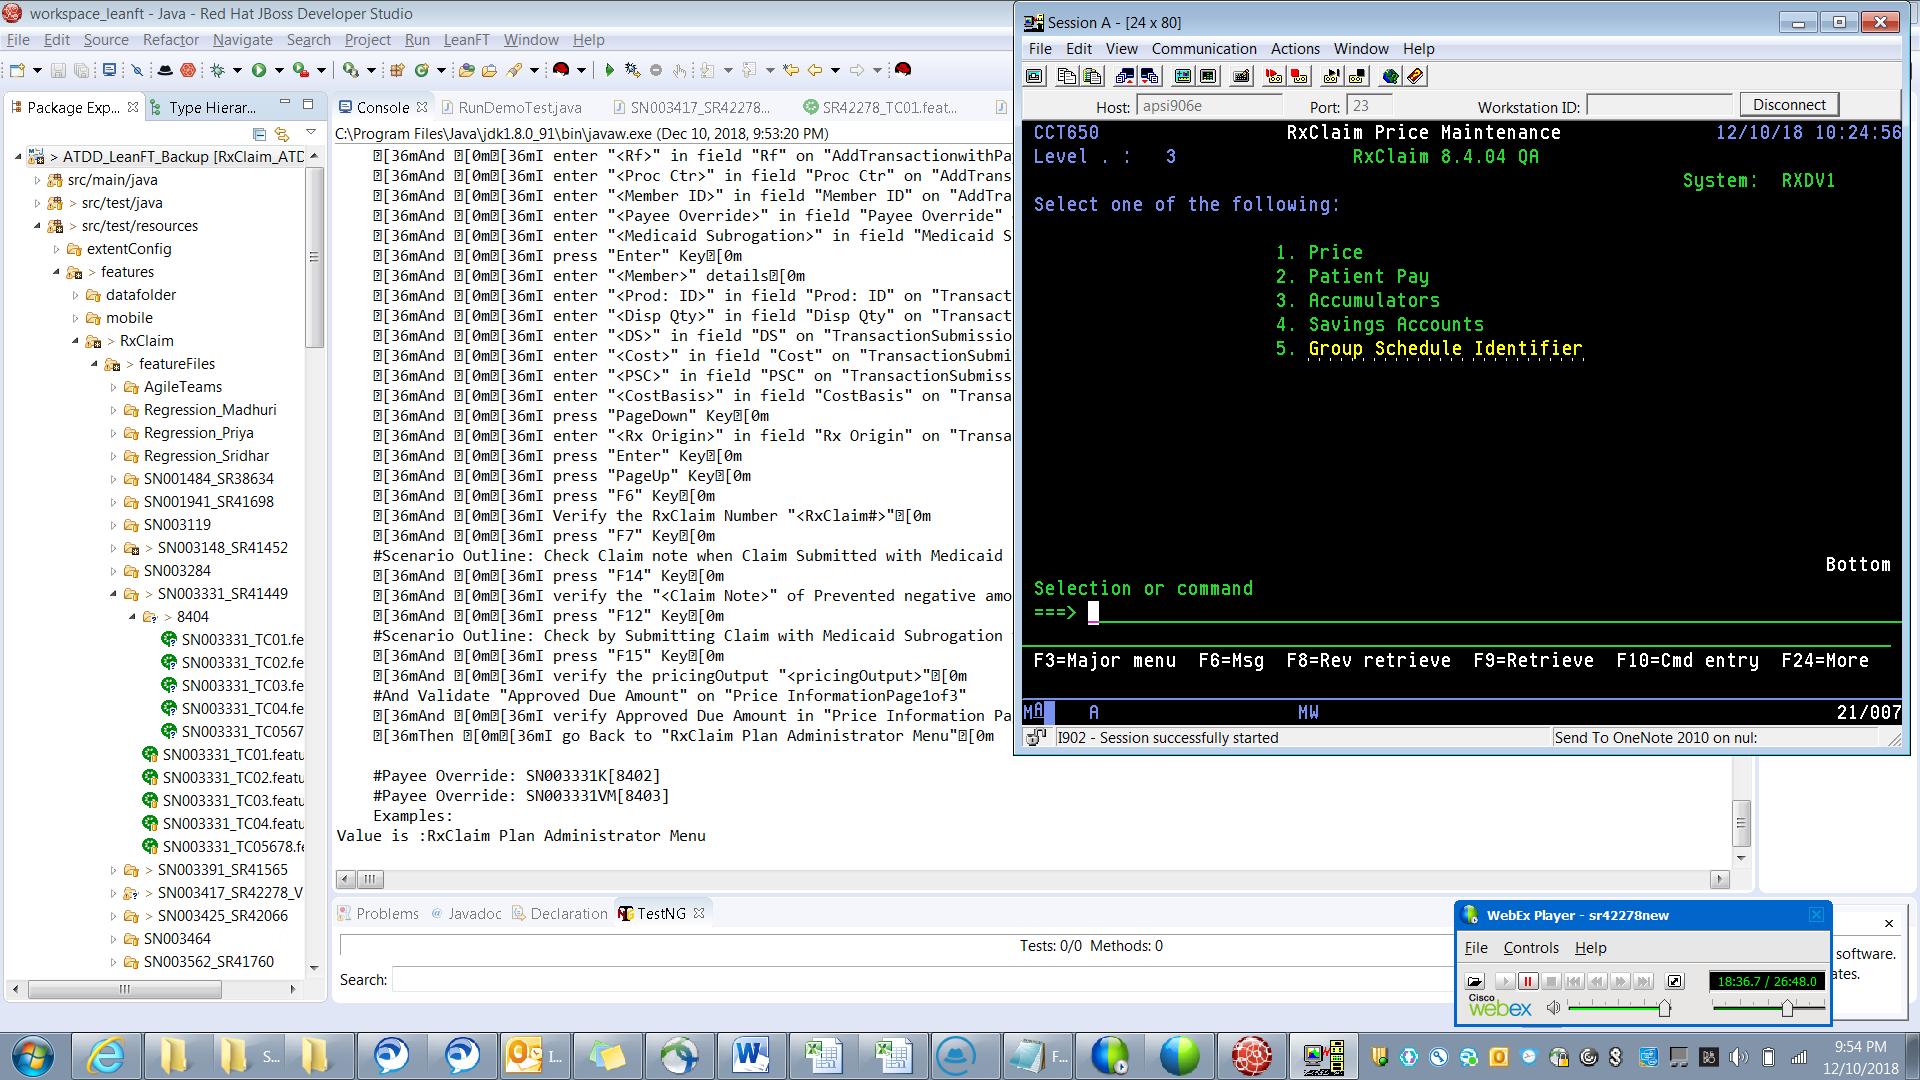 workspace_leanft - Java - Red Hat JBoss Developer Studio
File Edit Source Refactor Navigate Search Project Run LeanFT Window Help
Package Exp...
Type Hierar...
> ATDD_LeanFT_Backup [RxClaim_ATD
src/main/java
> src/test/java
> src/test/resources
extentConfig
> features
datafolder
mobile
> RxClaim
> featureFiles
AgileTeams
Regression_Madhuri
Regression_Priya
Regression_Sridhar
SN001484_SR38634
SN001941_SR41698
SN003119
> SN003148_SR41452
SN003284
> SN003331_SR41449
> 8404
SN003331_TC01.fe
SN003331_TC02.fe
SN003331_TC03.fe
SN003331_TC04.fe
SN003331_TC0567
SN003331_TC01.featu
SN003331_TC02.featu
SN003331_TC03.featu
SN003331_TC04.featu
SN003331_TC05678.fe
> SN003391_SR41565
> SN003417_SR42278_V
> SN003425_SR42066
SN003464
SN003562_SR41760
Console
RunDemoTest.java
SN003417_SR42278...
SR42278_TC01.feat...
C:\Program Files\Java\jdk1.8.0_91\bin\javaw.exe (Dec 10, 2018, 9:53:20 PM)
[36mAnd [0m[36mI enter "<Rf>" in field "Rf" on "AddTransactionwithPa
[36mAnd [0m[36mI enter "<Proc Ctr>" in field "Proc Ctr" on "AddTrans
[36mAnd [0m[36mI enter "<Member ID>" in field "Member ID" on "AddTra
[36mAnd [0m[36mI enter "<Payee Override>" in field "Payee Override"
[36mAnd [0m[36mI enter "<Medicaid Subrogation>" in field "Medicaid S
[36mAnd [0m[36mI press "Enter" Key[0m
[36mAnd [0m[36mI enter "<Member>" details[0m
[36mAnd [0m[36mI enter "<Prod: ID>" in field "Prod: ID" on "Transact
[36mAnd [0m[36mI enter "<Disp Qty>" in field "Disp Qty" on "Transact
[36mAnd [0m[36mI enter "<DS>" in field "DS" on "TransactionSubmissio
[36mAnd [0m[36mI enter "<Cost>" in field "Cost" on "TransactionSubmi
[36mAnd [0m[36mI enter "<PSC>" in field "PSC" on "TransactionSubmiss
[36mAnd [0m[36mI enter "<CostBasis>" in field "CostBasis" on "Transa
[36mAnd [0m[36mI press "PageDown" Key[0m
[36mAnd [0m[36mI enter "<Rx Origin>" in field "Rx Origin" on "Transa
[36mAnd [0m[36mI press "Enter" Key[0m
[36mAnd [0m[36mI press "PageUp" Key[0m
[36mAnd [0m[36mI press "F6" Key[0m
[36mAnd [0m[36mI Verify the RxClaim Number "<RxClaim#>"[0m
[36mAnd [0m[36mI press "F7" Key[0m
#Scenario Outline: Check Claim note when Claim Submitted with Medicaid
[36mAnd [0m[36mI press "F14" Key[0m
[36mAnd [0m[36mI verify the "<Claim Note>" of Prevented negative amo
[36mAnd [0m[36mI press "F12" Key[0m
#Scenario Outline: Check by Submitting Claim with Medicaid Subrogation
[36mAnd [0m[36mI press "F15" Key[0m
[36mAnd [0m[36mI verify the pricingOutput "<pricingOutput>"[0m
#And Validate "Approved Due Amount" on "Price InformationPage1of3"
[36mAnd [0m[36mI verify Approved Due Amount in "Price Information Pa
[36mThen [0m[36mI go Back to "RxClaim Plan Administrator Menu"[0m
#Payee Override: SN003331K[8402]
#Payee Override: SN003331VM[8403]
Examples:
Value is :RxClaim Plan Administrator Menu
Problems @ Javadoc Declaration TestNG
Tests: 0/0 Methods: 0
Search:
Session A - [24 x 80]
File Edit View Communication Actions Window Help
Host: apsi906e Port: 23 Workstation ID: Disconnect
CCT650 RxClaim Price Maintenance 12/10/18 10:24:56
Level . : 3 RxClaim 8.4.04 QA
System: RXDV1
Select one of the following:
1. Price
2. Patient Pay
3. Accumulators
4. Savings Accounts
5. Group Schedule Identifier
Bottom
Selection or command
===>
F3=Major menu F6=Msg F8=Rev retrieve F9=Retrieve F10=Cmd entry F24=More
MA A MW 21/007
I902 - Session successfully started
Send To OneNote 2010 on nul:
WebEx Player - sr42278new
File Controls Help
18:36.7 / 26:48.0
Cisco webex
software.
ates.
S...
I...
F...
9:54 PM
12/10/2018